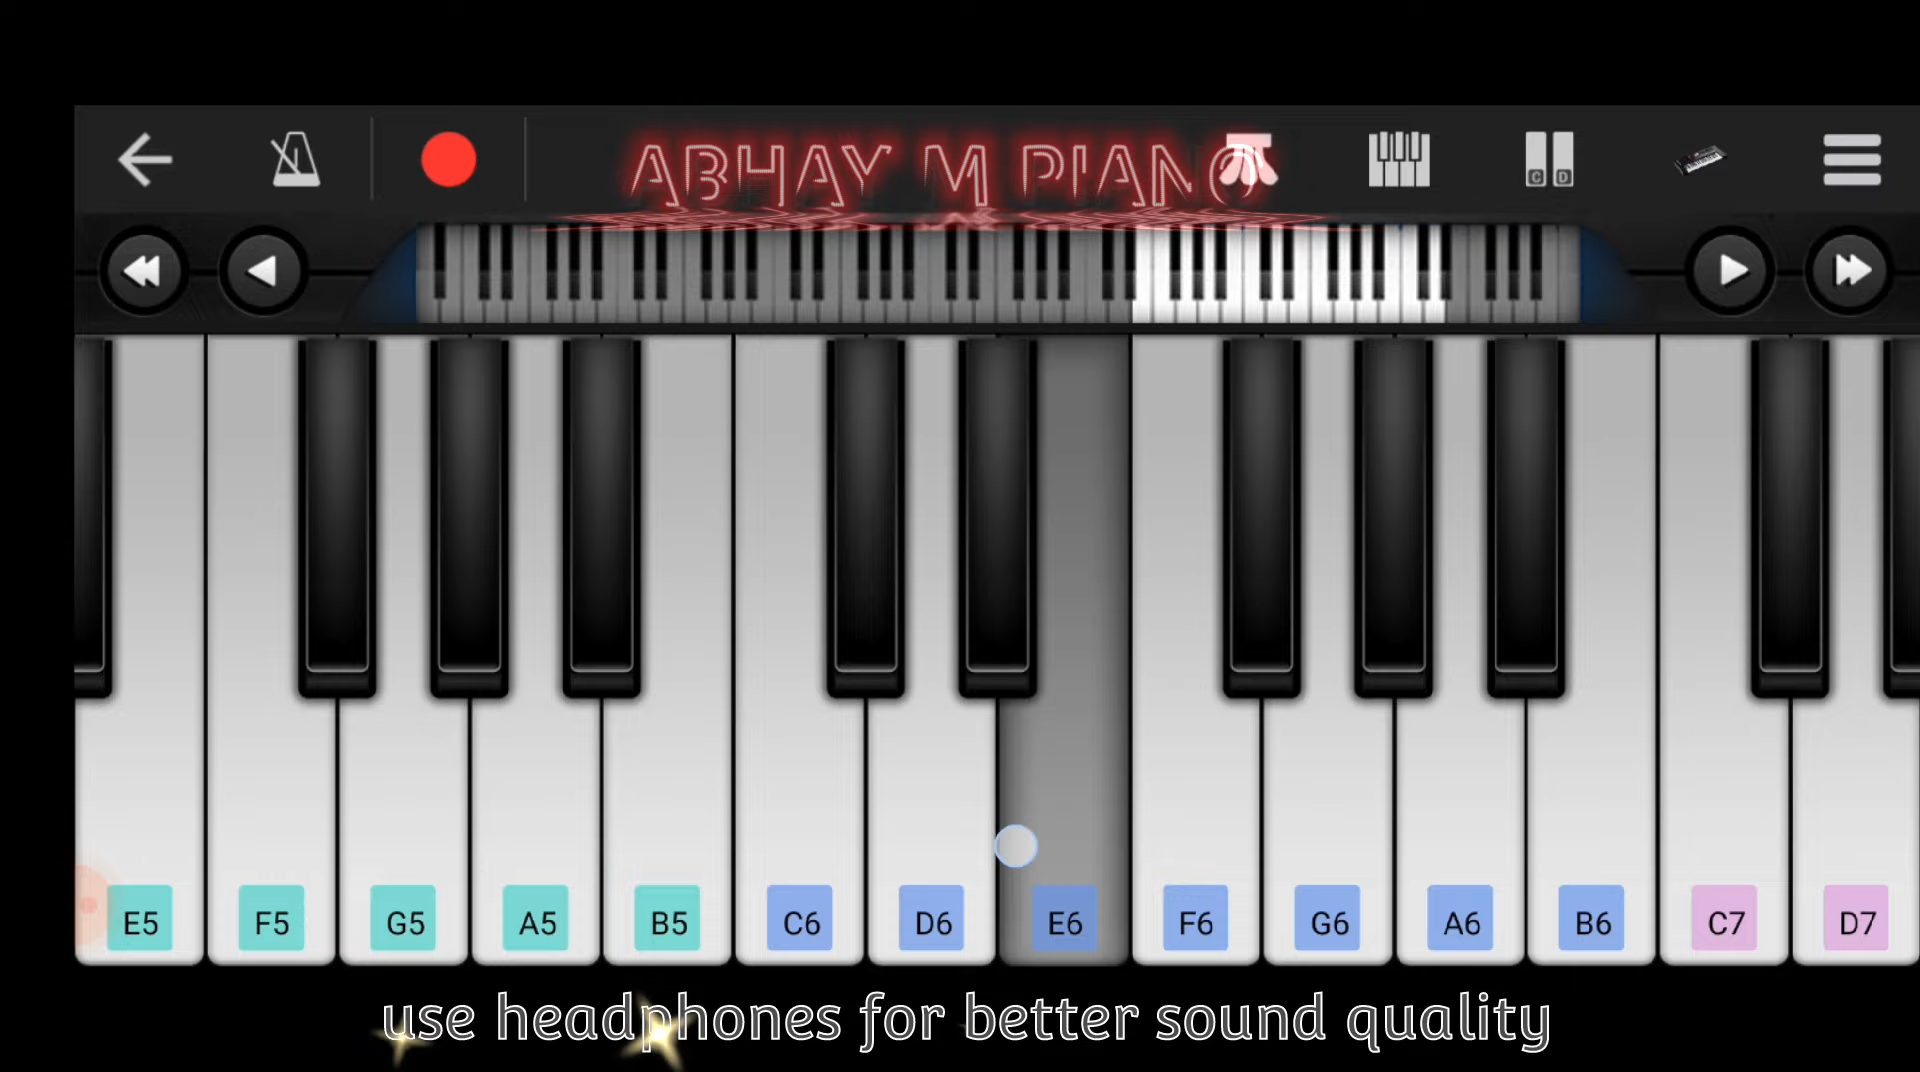 ABHAY M PIANO
C D
E5 F5 G5 A5 B5 C6 D6 E6 F6 G6 A6 B6 C7 D7
use headphones for better sound quality